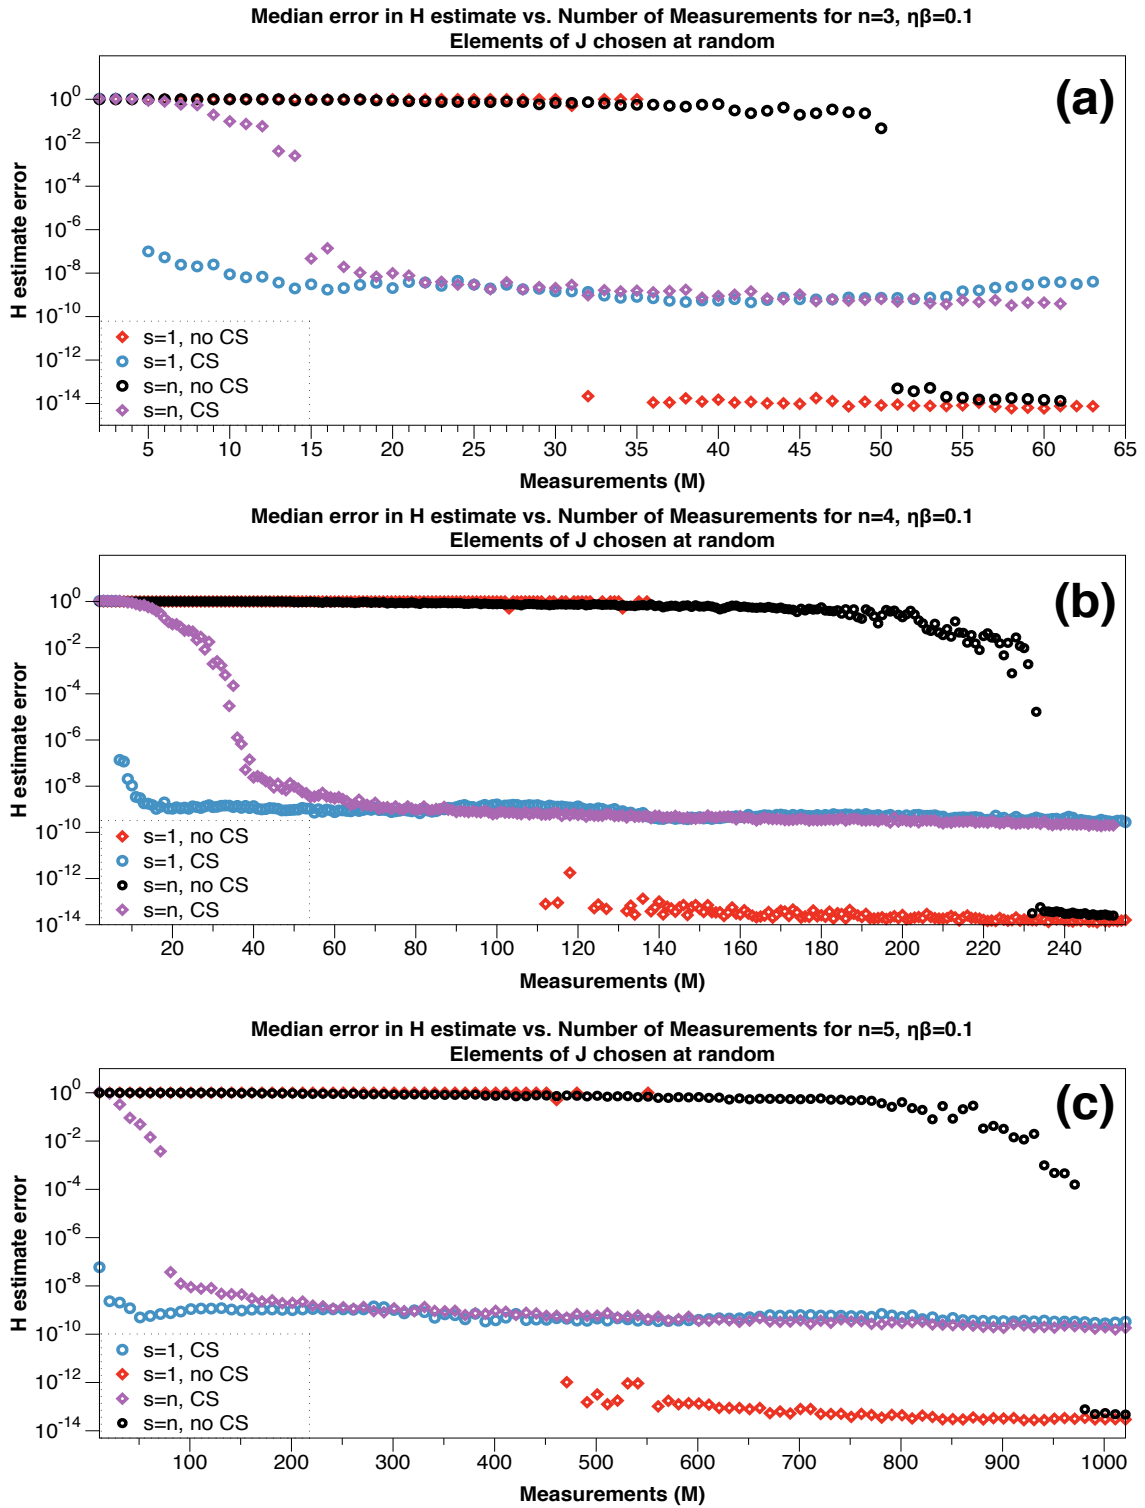 Median error in H estimate vs. Number of Measurements for n=3, ηβ=0.1
Elements of J chosen at random
(a)
H estimate error
10^0
10^-2
10^-4
10^-6
10^-8
10^-10
10^-12
10^-14
s=1, no CS
s=1, CS
s=n, no CS
s=n, CS
5 10 15 20 25 30 35 40 45 50 55 60 65
Measurements (M)
Median error in H estimate vs. Number of Measurements for n=4, ηβ=0.1
Elements of J chosen at random
(b)
H estimate error
10^0
10^-2
10^-4
10^-6
10^-8
10^-10
10^-12
10^-14
s=1, no CS
s=1, CS
s=n, no CS
s=n, CS
20 40 60 80 100 120 140 160 180 200 220 240
Measurements (M)
Median error in H estimate vs. Number of Measurements for n=5, ηβ=0.1
Elements of J chosen at random
(c)
H estimate error
10^0
10^-2
10^-4
10^-6
10^-8
10^-10
10^-12
10^-14
s=1, CS
s=1, no CS
s=n, CS
s=n, no CS
100 200 300 400 500 600 700 800 900 1000
Measurements (M)